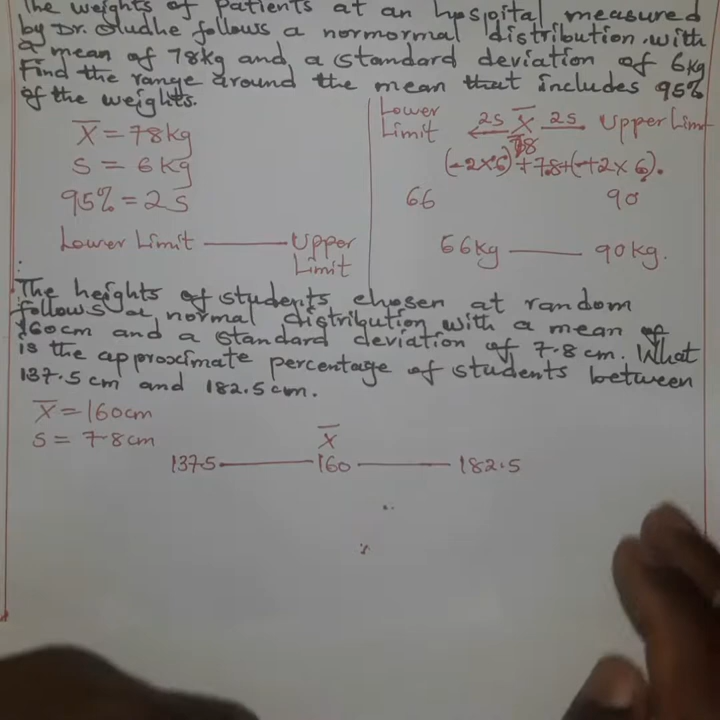 The weights of Patients at an hospital measured
by Dr. Oludhe follows a normormal distribution with
a mean of 78kg and a standard deviation of 6kg
Find the range around the mean that includes 95%
of the weights.
X̄ = 78kg
S = 6 Kg
95% = 2S
Lower Limit —— Upper
Limit
Lower
Limit
2S X̄ 2S Upper Limit
78
(-2×6)+78+(+2×6).
66 90
66kg —— 90kg.
The heights of students chosen at random
follows a normal distribution with a mean of
160cm and a standard deviation of 7.8cm. What
is the approximate percentage of students between
137.5cm and 182.5cm.
X̄ = 160cm
S = 7.8cm
X̄
137.5 —— 160 —— 182.5